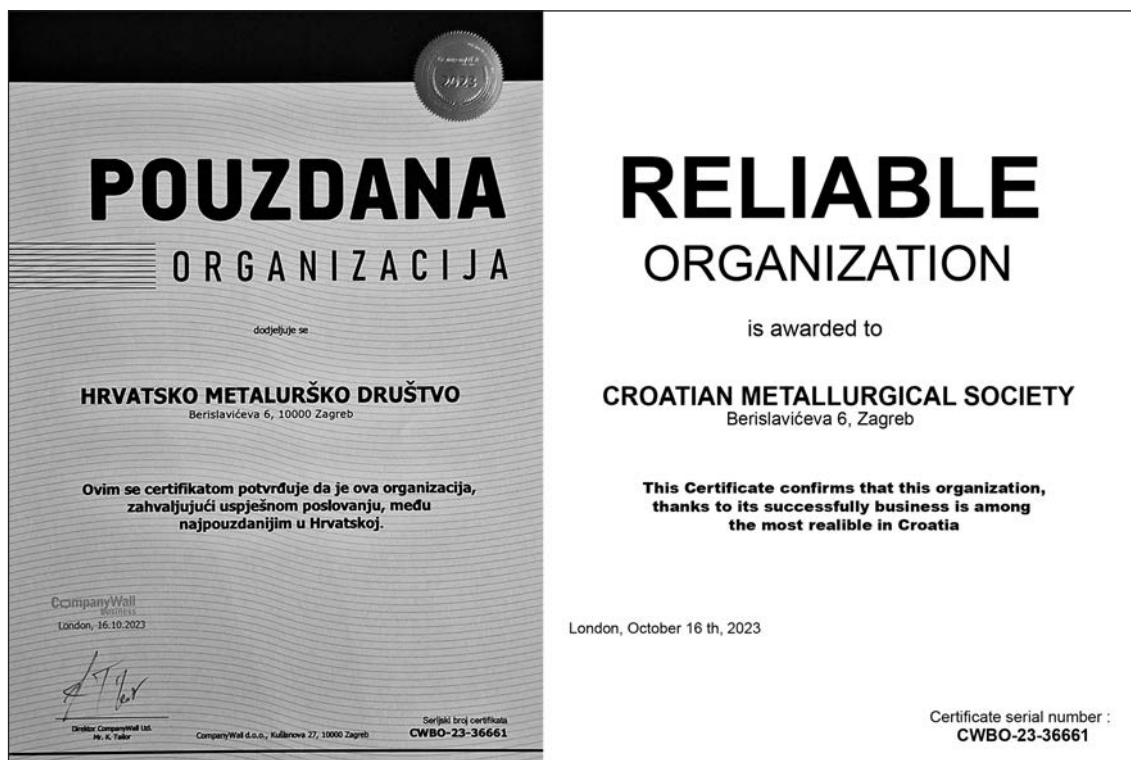 CompanyWall
2023
POUZDANA
ORGANIZACIJA
dodjeljuje se
HRVATSKO METALURŠKO DRUŠTVO
Berislavićeva 6, 10000 Zagreb
Ovim se certifikatom potvrđuje da je ova organizacija,
zahvaljujući uspješnom poslovanju, među
najpouzdanijim u Hrvatskoj.
CompanyWall
Business
London, 16.10.2023
Direktor CompanyWall Ltd.
Mr. K. Tailor
CompanyWall d.o.o., Kušlanova 27, 10000 Zagreb
Serijski broj certifikata
CWBO-23-36661
RELIABLE
ORGANIZATION
is awarded to
CROATIAN METALLURGICAL SOCIETY
Berislavićeva 6, Zagreb
This Certificate confirms that this organization,
thanks to its successfully business is among
the most realible in Croatia
London, October 16 th, 2023
Certificate serial number :
CWBO-23-36661